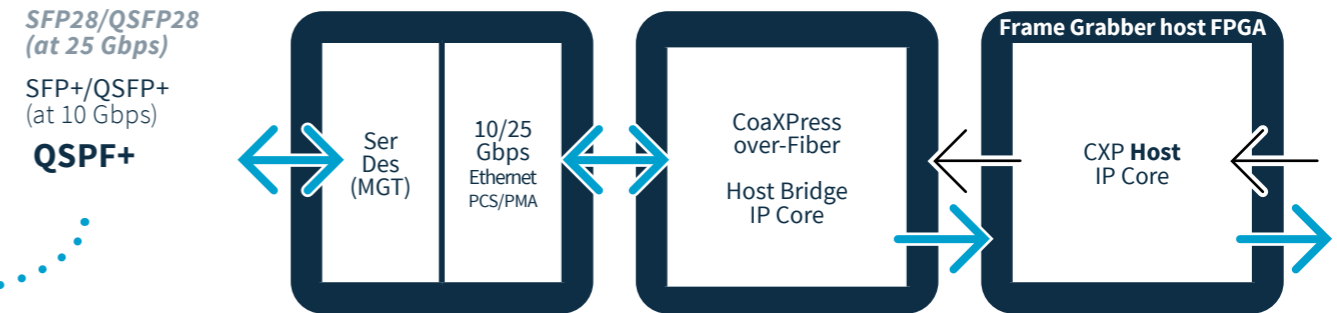 SFP28/QSFP28
(at 25 Gbps)
SFP+/QSFP+
(at 10 Gbps)
QSPF+
Ser
Des
(MGT)
10/25
Gbps
Ethernet
PCS/PMA
CoaXPress
over-Fiber
Host Bridge
IP Core
Frame Grabber host FPGA
CXP Host
IP Core